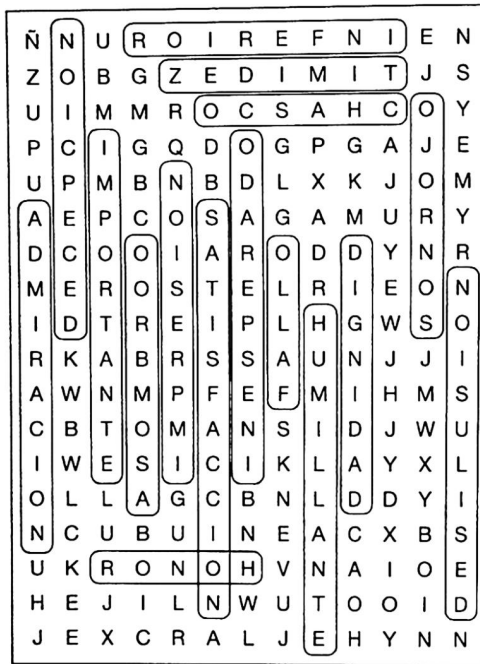 Ñ N U R O I R E F N I E N
Z O B G Z E D I M I T J S
U I M M R O C S A H C O Y
P C I G Q D O G P G A J E
U P M B N B D L X K J O M
A E P C O S A G A M U R Y
D C O O I A R O D D Y N R
M E R O S T E L R I E O N
I D T R E I P L H G W S O
R K A B R S S A U N J J I
A W N M P F E F M I H M S
C B T O M A N S I D J W U
I W E S I C I K L A Y X L
O L L A G C B N L D D Y I
N C U B U I N E A C X B S
U K R O N O H V N A I O E
H E J I L N W U T O O I D
J E X C R A L J E H Y N N